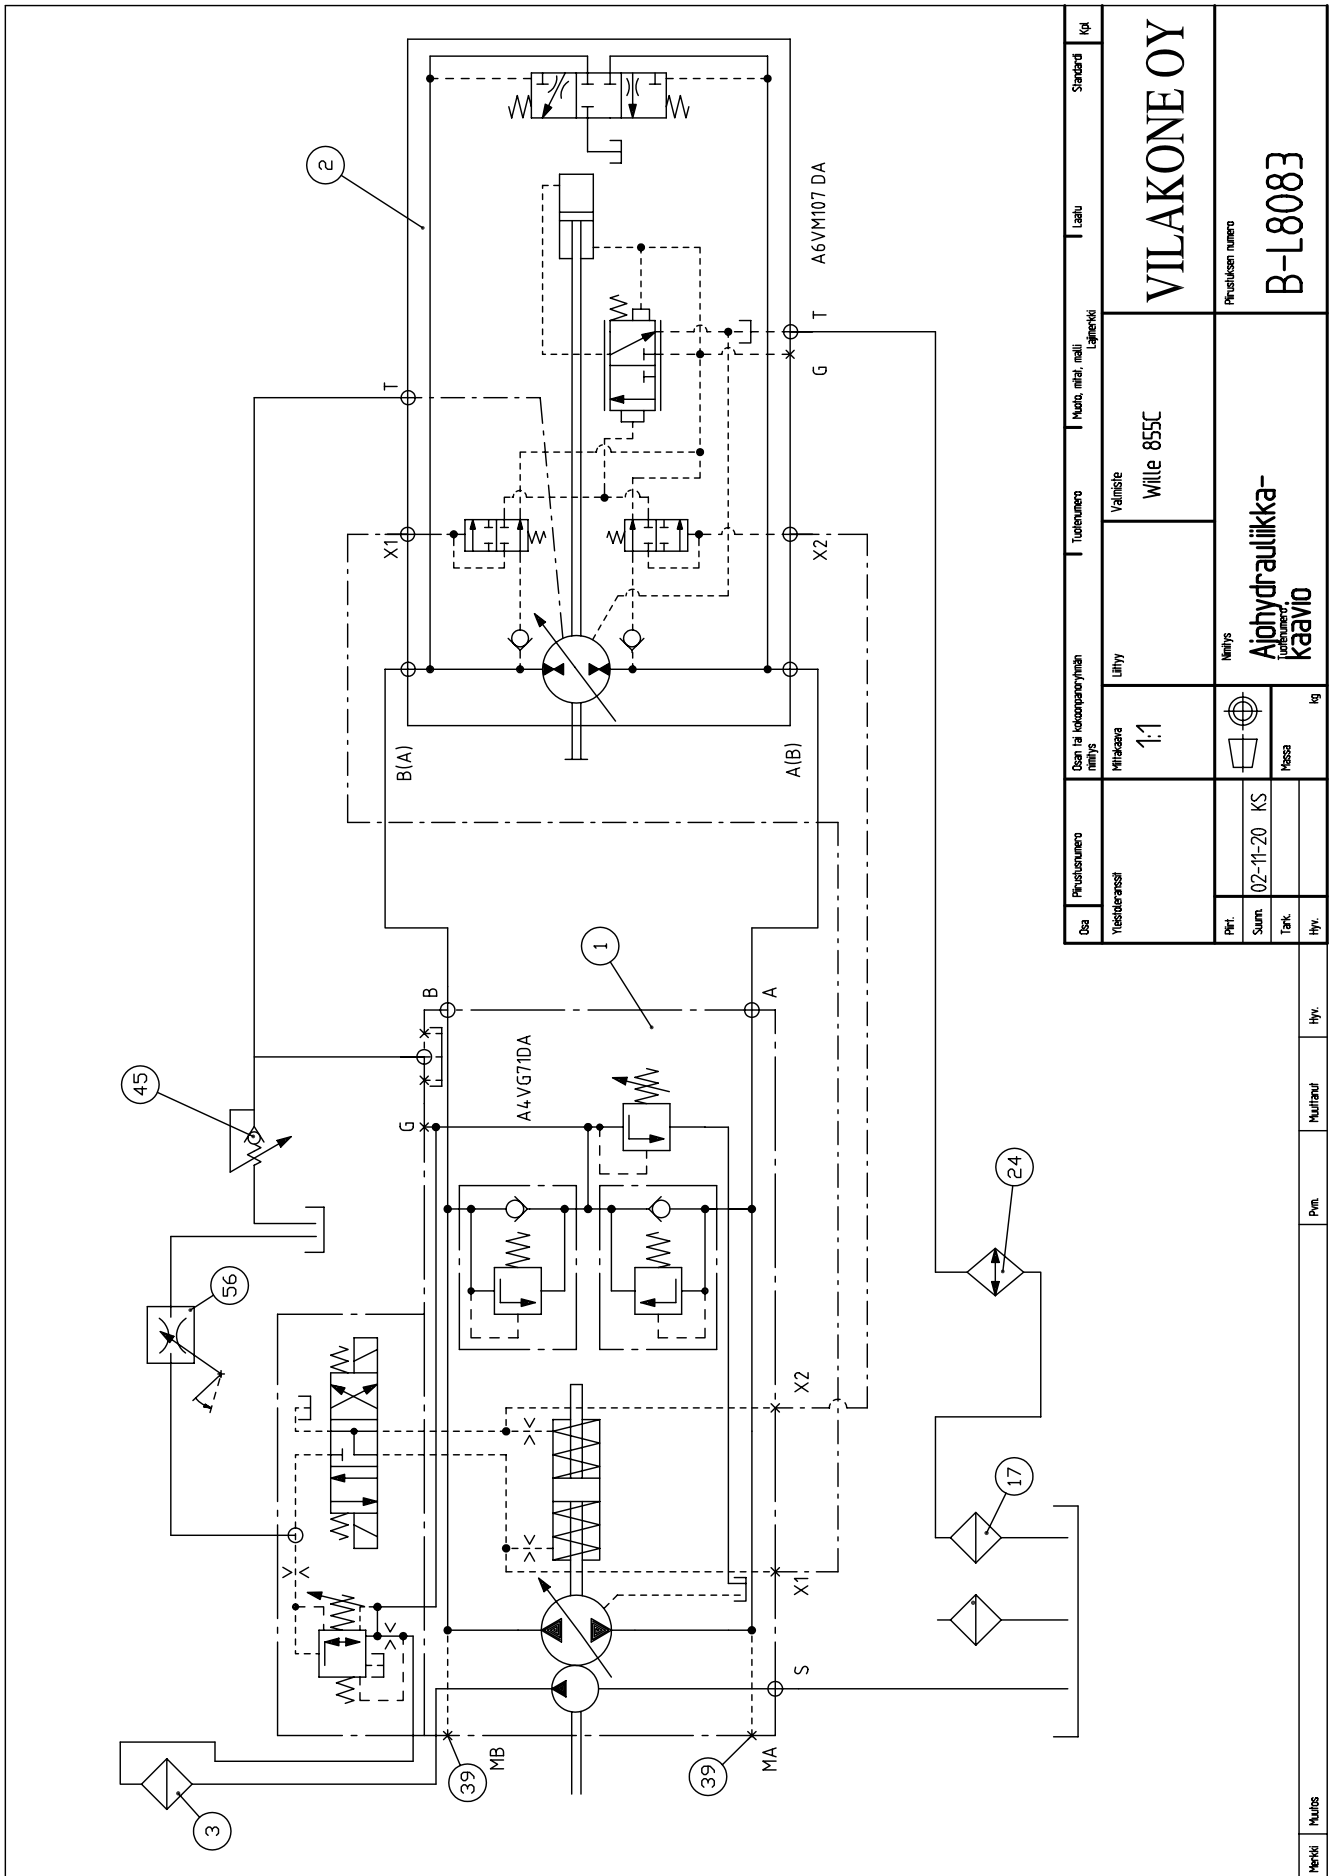 2
T
X1
B(A)
A6VM107 DA
T
G
X2
A(B)
45
56
1
B
A
G
A4VG71DA
X2
X1
S
MB
MA
39
39
3
24
17
Osa
Piirustusnumero
Osan tai kokoonpanoryhmän
nimitys
Tuotenumero
Muoto, mitat, malli
Lajimerkki
Laatu
Standardi
Kpl
Yleistoleranssit
Mittakaava
1:1
Liittyy
Valmiste
Wille 855C
VILAKONE OY
Piirt.
Suunn.
02-11-20 KS
Tark.
Hyv.
Massa
kg
Nimitys
Ajohydrauliikka-
Tuotenumero
kaavio
Piirustuksen numero
B-L8083
Merkki
Muutos
Pvm.
Muuttanut
Hyv.